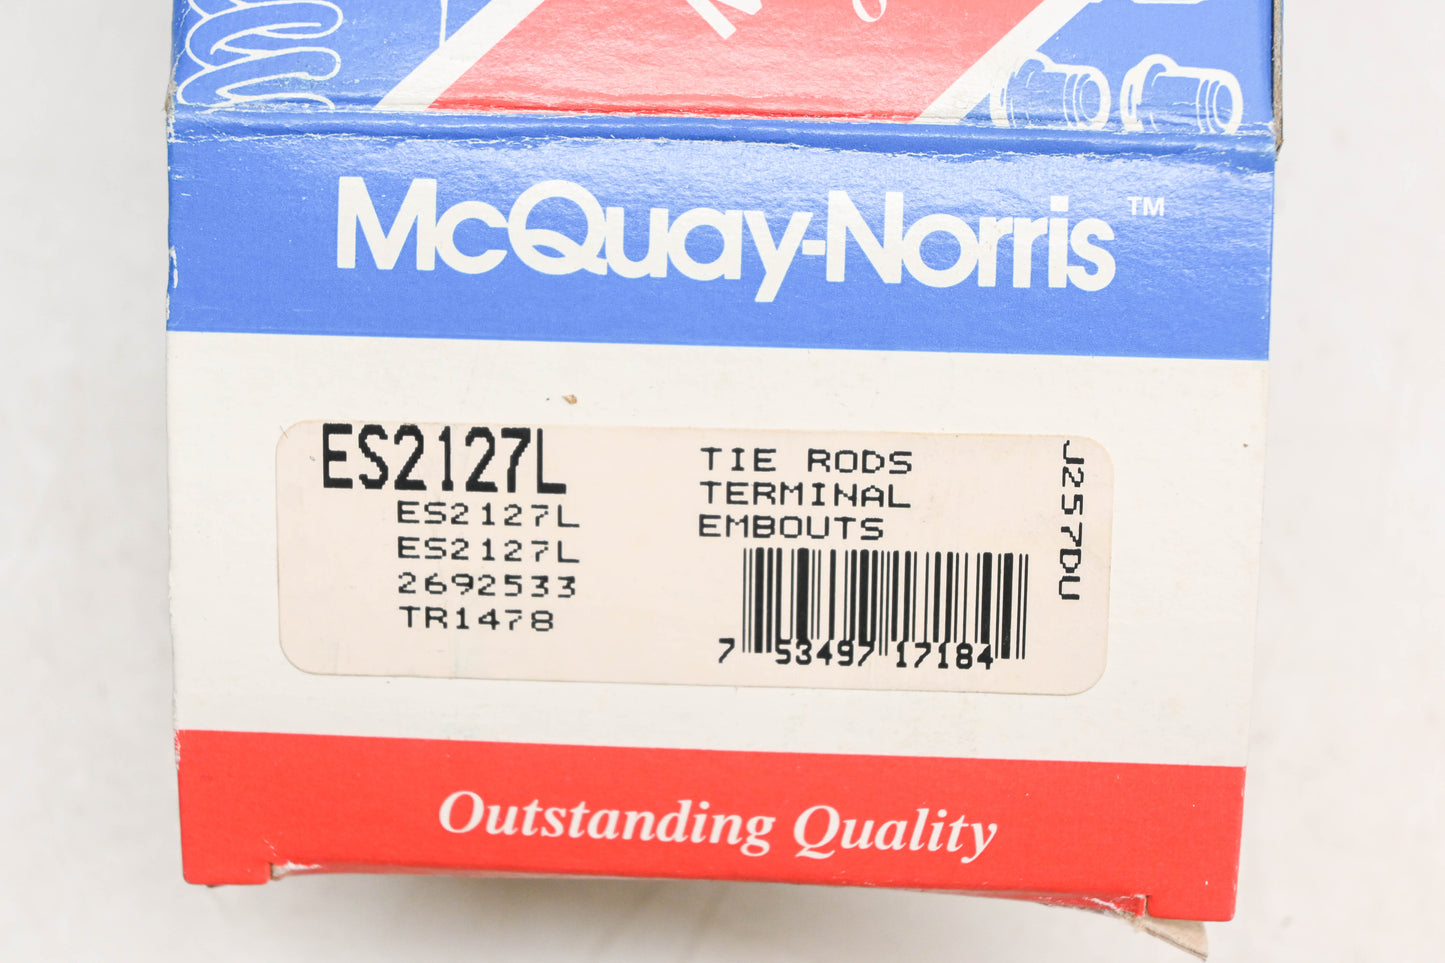 McQuay-Norris™
ES2127L
ES2127L
ES2127L
2692533
TR1478
TIE RODS
TERMINAL
EMBOUTS
J257DU
7 53497 17184
Outstanding Quality